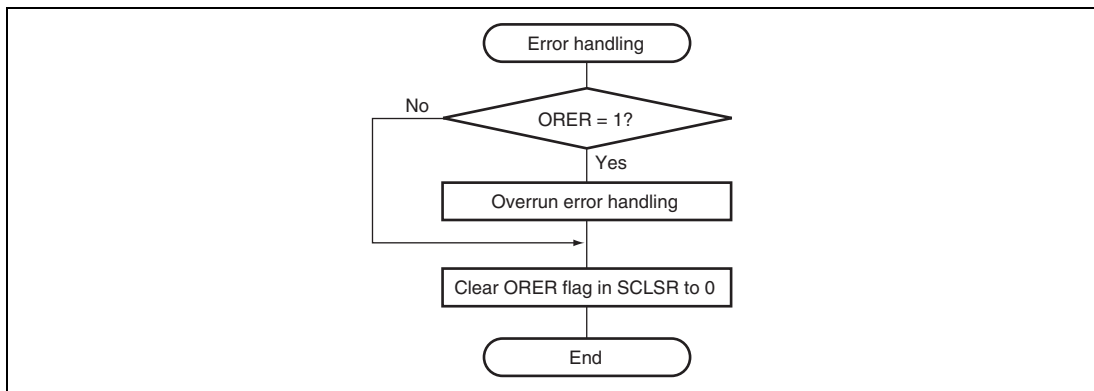 Error handling
No
ORER = 1?
Yes
Overrun error handling
Clear ORER flag in SCLSR to 0
End